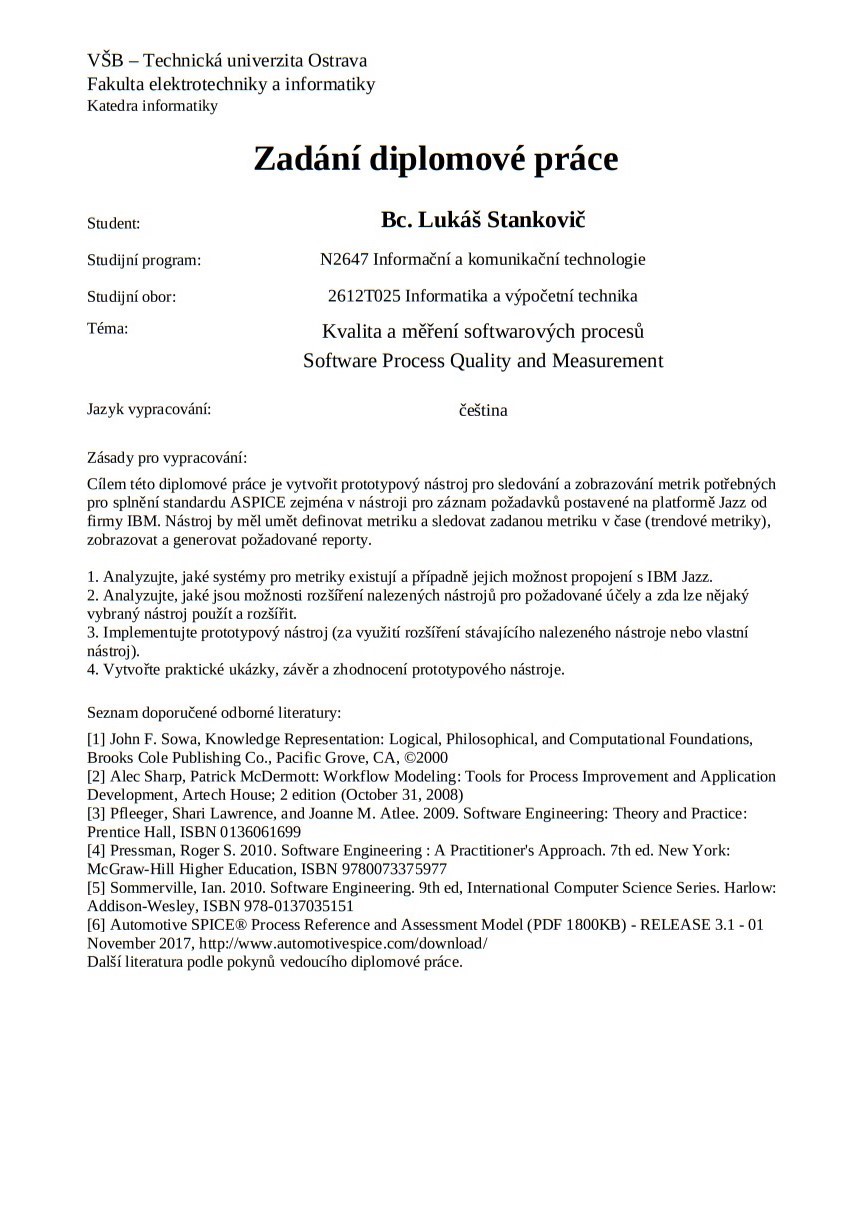 VŠB – Technická univerzita Ostrava
Fakulta elektrotechniky a informatiky
Katedra informatiky
Zadání diplomové práce
Student: Bc. Lukáš Stankovič
Studijní program: N2647 Informační a komunikační technologie
Studijní obor: 2612T025 Informatika a výpočetní technika
Téma: Kvalita a měření softwarových procesů
Software Process Quality and Measurement
Jazyk vypracování: čeština
Zásady pro vypracování:
Cílem této diplomové práce je vytvořit prototypový nástroj pro sledování a zobrazování metrik potřebných
pro splnění standardu ASPICE zejména v nástroji pro záznam požadavků postavené na platformě Jazz od
firmy IBM. Nástroj by měl umět definovat metriku a sledovat zadanou metriku v čase (trendové metriky),
zobrazovat a generovat požadované reporty.
1. Analyzujte, jaké systémy pro metriky existují a případně jejich možnost propojení s IBM Jazz.
2. Analyzujte, jaké jsou možnosti rozšíření nalezených nástrojů pro požadované účely a zda lze nějaký
vybraný nástroj použít a rozšířit.
3. Implementujte prototypový nástroj (za využití rozšíření stávajícího nalezeného nástroje nebo vlastní
nástroj).
4. Vytvořte praktické ukázky, závěr a zhodnocení prototypového nástroje.
Seznam doporučené odborné literatury:
[1] John F. Sowa, Knowledge Representation: Logical, Philosophical, and Computational Foundations,
Brooks Cole Publishing Co., Pacific Grove, CA, ©2000
[2] Alec Sharp, Patrick McDermott: Workflow Modeling: Tools for Process Improvement and Application
Development, Artech House; 2 edition (October 31, 2008)
[3] Pfleeger, Shari Lawrence, and Joanne M. Atlee. 2009. Software Engineering: Theory and Practice:
Prentice Hall, ISBN 0136061699
[4] Pressman, Roger S. 2010. Software Engineering : A Practitioner's Approach. 7th ed. New York:
McGraw-Hill Higher Education, ISBN 9780073375977
[5] Sommerville, Ian. 2010. Software Engineering. 9th ed, International Computer Science Series. Harlow:
Addison-Wesley, ISBN 978-0137035151
[6] Automotive SPICE® Process Reference and Assessment Model (PDF 1800KB) - RELEASE 3.1 - 01
November 2017, http://www.automotivespice.com/download/
Další literatura podle pokynů vedoucího diplomové práce.